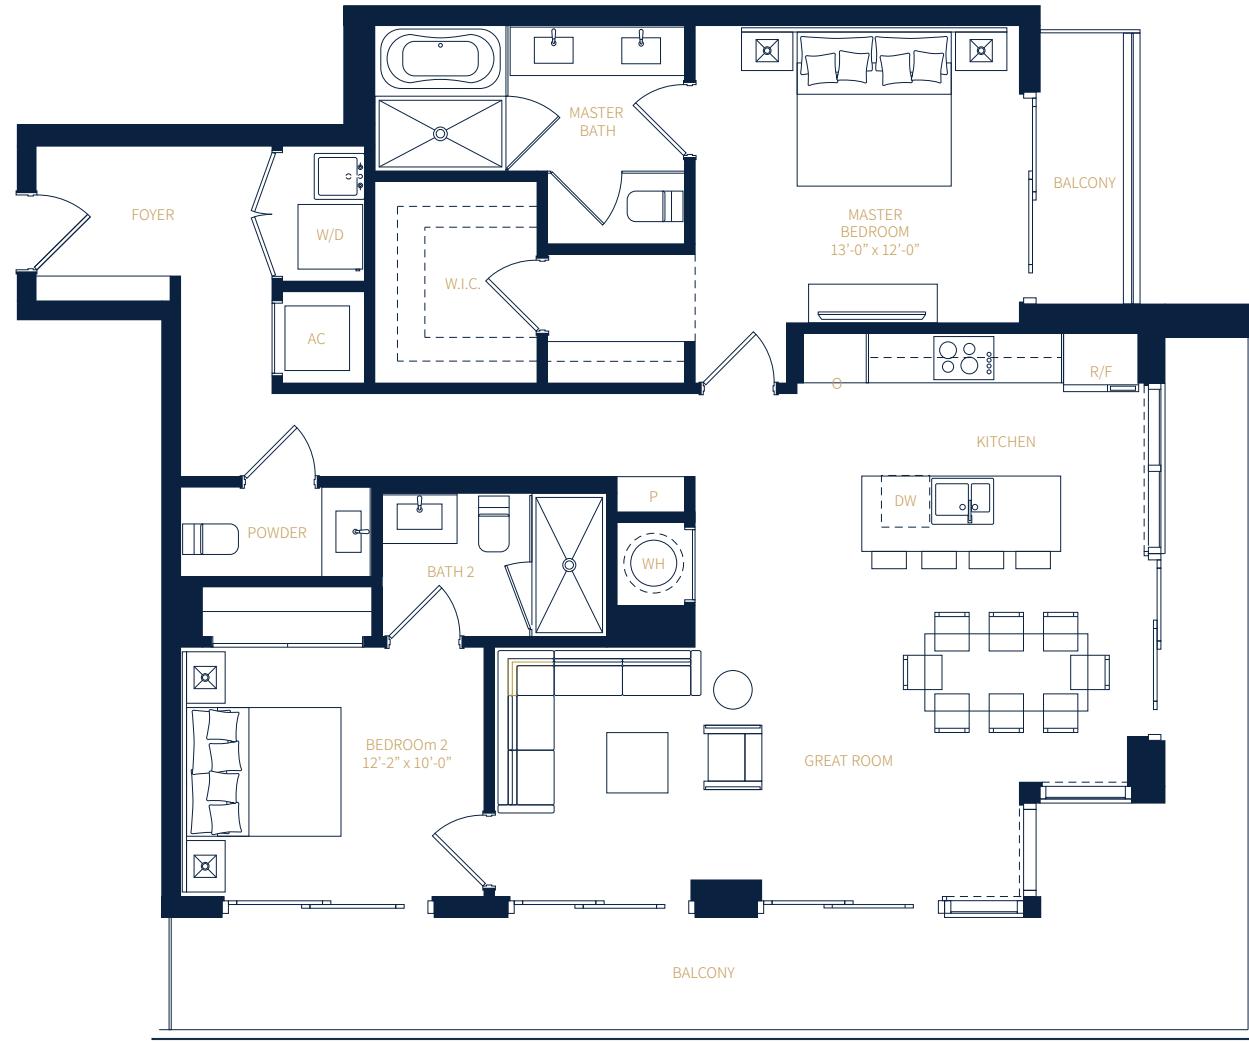 MASTER
BATH
BALCONY
FOYER
W/D
MASTER
BEDROOM
13’-0” x 12’-0”
W.I.C.
AC
O
R/F
KITCHEN
P
DW
POWDER
BATH 2
WH
BEDROOm 2
12’-2” x 10’-0”
GREAT ROOM
BALCONY